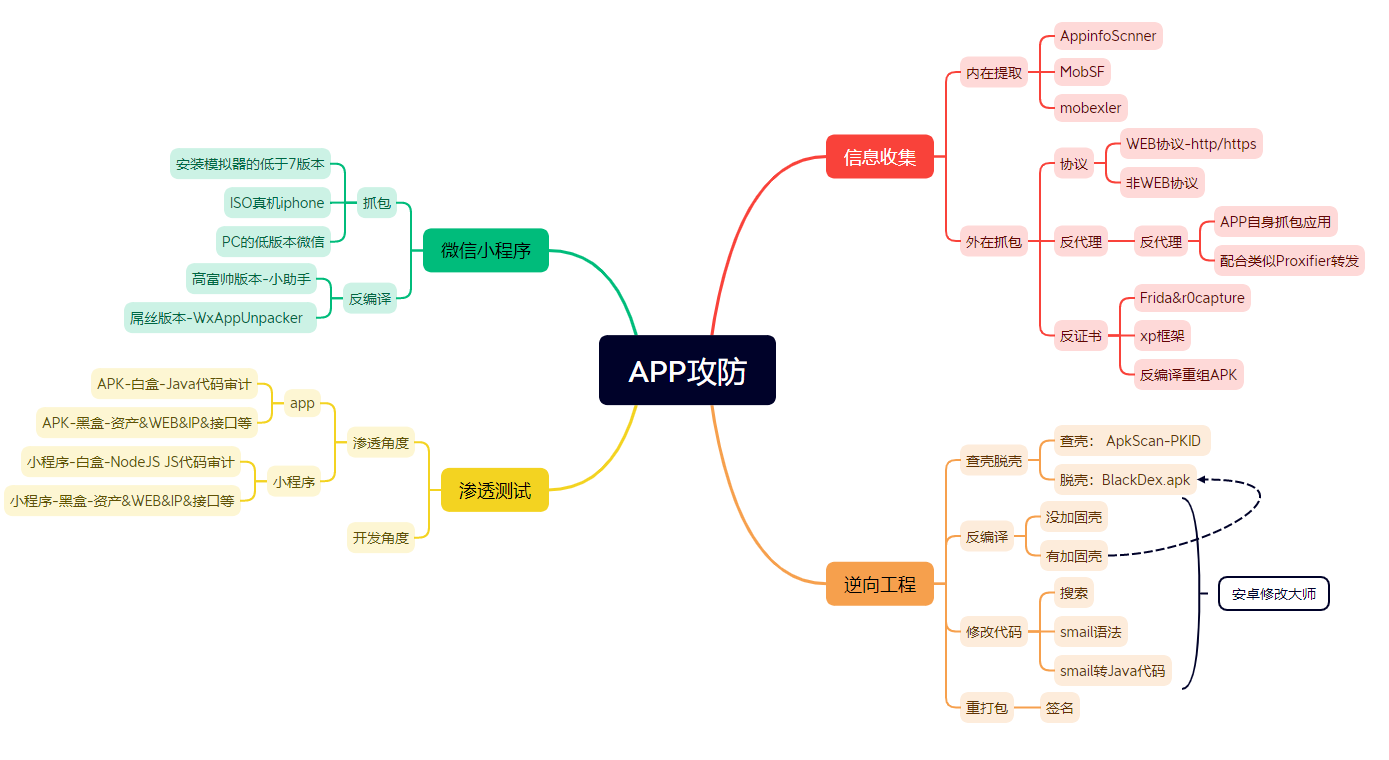 APP攻防
信息收集
内在提取
AppinfoScnner
MobSF
mobexler
外在抓包
协议
WEB协议-http/https
非WEB协议
反代理
反代理
APP自身抓包应用
配合类似Proxifier转发
反证书
Frida&r0capture
xp框架
反编译重组APK
逆向工程
查壳脱壳
查壳： ApkScan-PKID
脱壳：BlackDex.apk
反编译
没加固壳
有加固壳
修改代码
搜索
smail语法
smail转Java代码
重打包
签名
安卓修改大师
微信小程序
抓包
安装模拟器的低于7版本
ISO真机iphone
PC的低版本微信
反编译
高富帅版本-小助手
屌丝版本-WxAppUnpacker
渗透测试
渗透角度
app
APK-白盒-Java代码审计
APK-黑盒-资产&WEB&IP&接口等
小程序
小程序-白盒-NodeJS JS代码审计
小程序-黑盒-资产&WEB&IP&接口等
开发角度